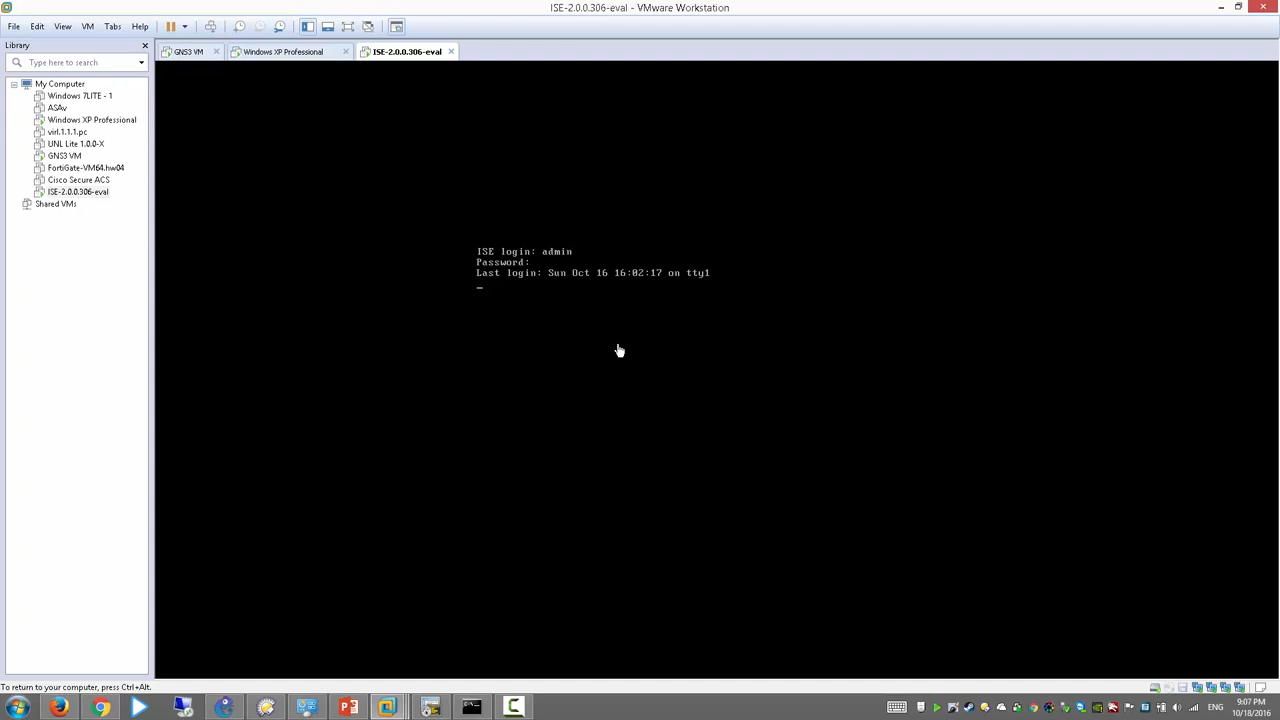 ISE-2.0.0.306-eval - VMware Workstation
File Edit View VM Tabs Help
Library
GNS3 VM
Windows XP Professional
ISE-2.0.0.306-eval
Type here to search
My Computer
Windows 7LITE - 1
ASAv
Windows XP Professional
virl.1.1.1.pc
UNL Lite 1.0.0-X
GNS3 VM
FortiGate-VM64.hw04
Cisco Secure ACS
ISE-2.0.0.306-eval
Shared VMs
ISE login: admin
Password:
Last login: Sun Oct 16 16:02:17 on tty1
To return to your computer, press Ctrl+Alt.
ENG
9:07 PM
10/18/2016